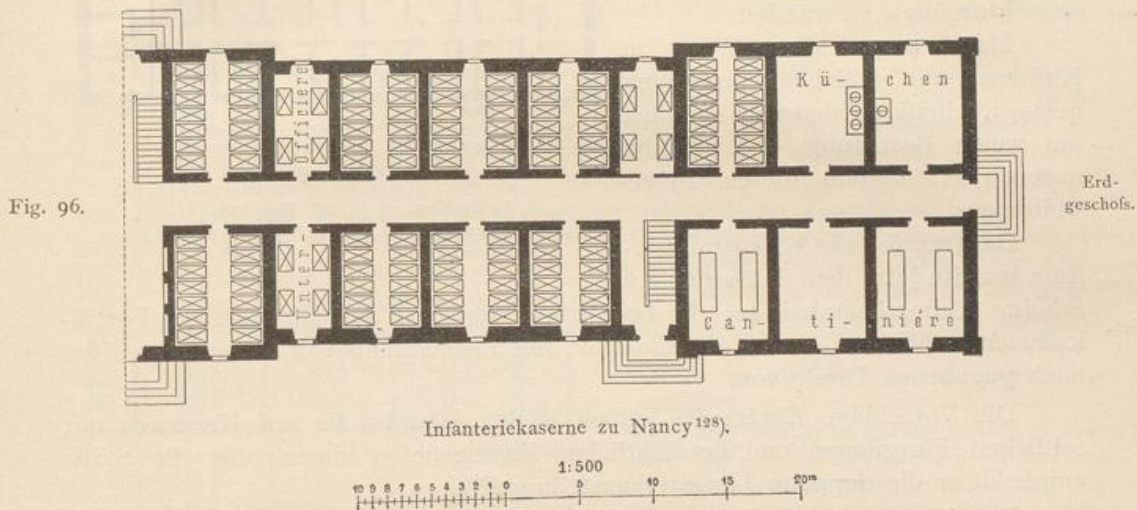 Officiere
Kü- chen
Fig. 96.
Erd-
geschoſs.
Unter-
Can- ti- niére
Infanteriekaserne zu Nancy 128).
1:500
10 9 8 7 6 5 4 3 2 1 0 5 10 15 20m